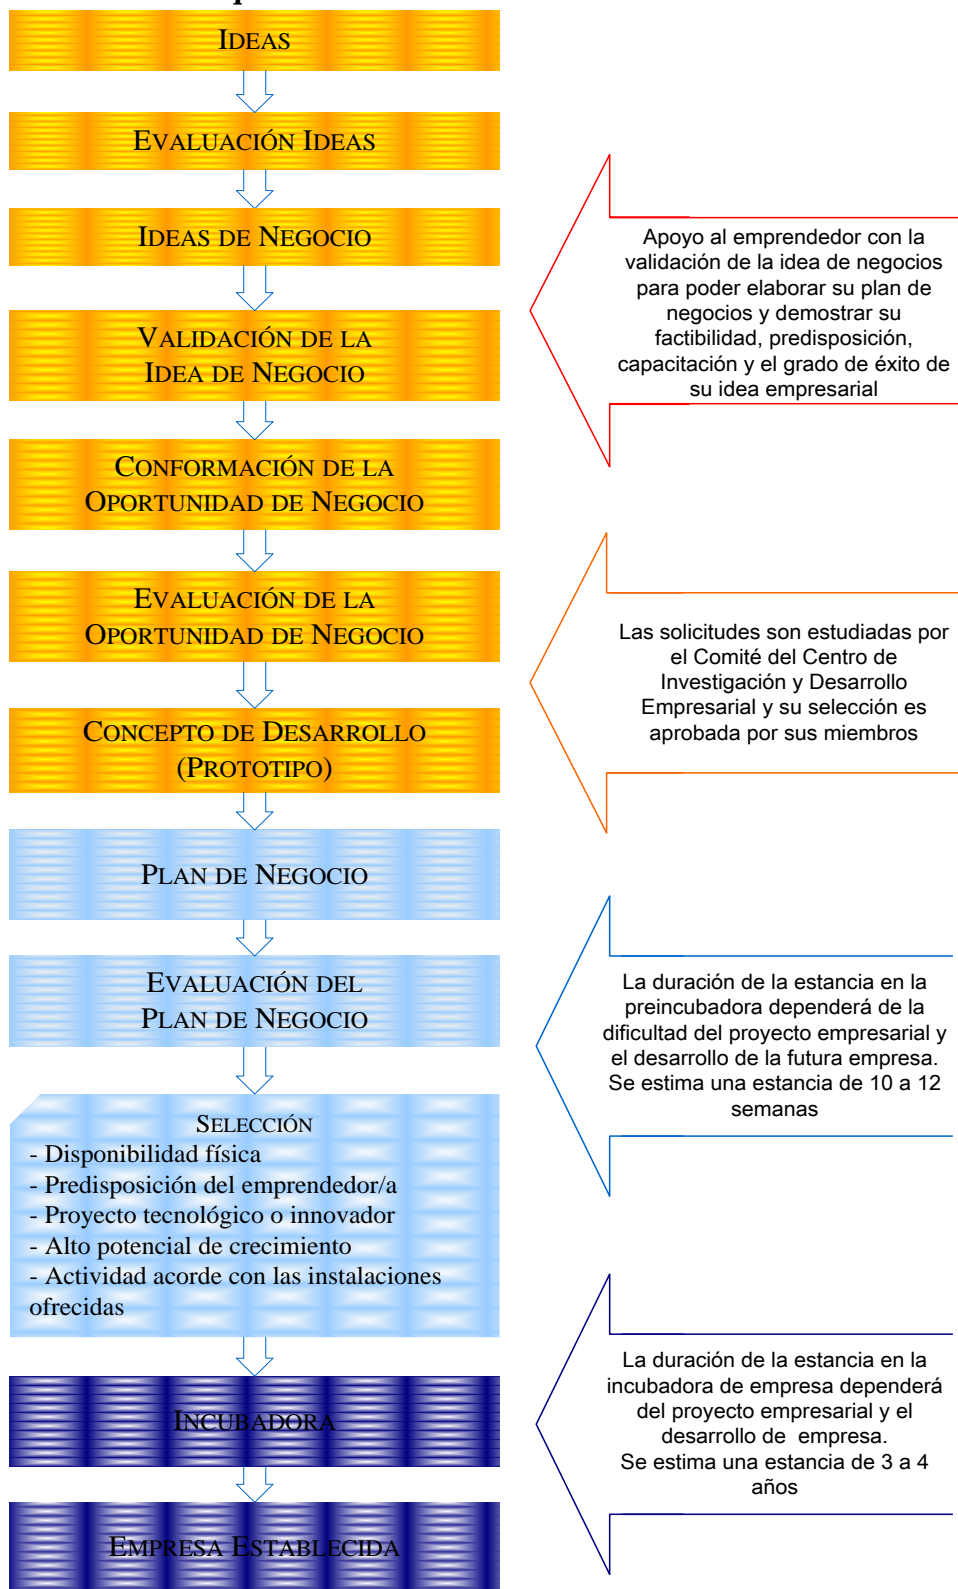 IDEAS
EVALUACIÓN IDEAS
IDEAS DE NEGOCIO
VALIDACIÓN DE LA
IDEA DE NEGOCIO
CONFORMACIÓN DE LA
OPORTUNIDAD DE NEGOCIO
EVALUACIÓN DE LA
OPORTUNIDAD DE NEGOCIO
CONCEPTO DE DESARROLLO
(PROTOTIPO)
PLAN DE NEGOCIO
EVALUACIÓN DEL
PLAN DE NEGOCIO
SELECCIÓN
- Disponibilidad física
- Predisposición del emprendedor/a
- Proyecto tecnológico o innovador
- Alto potencial de crecimiento
- Actividad acorde con las instalaciones
ofrecidas
INCUBADORA
EMPRESA ESTABLECIDA
Apoyo al emprendedor con la
validación de la idea de negocios
para poder elaborar su plan de
negocios y demostrar su
factibilidad, predisposición,
capacitación y el grado de éxito de
su idea empresarial
Las solicitudes son estudiadas por
el Comité del Centro de
Investigación y Desarrollo
Empresarial y su selección es
aprobada por sus miembros
La duración de la estancia en la
preincubadora dependerá de la
dificultad del proyecto empresarial y
el desarrollo de la futura empresa.
Se estima una estancia de 10 a 12
semanas
La duración de la estancia en la
incubadora de empresa dependerá
del proyecto empresarial y el
desarrollo de empresa.
Se estima una estancia de 3 a 4
años